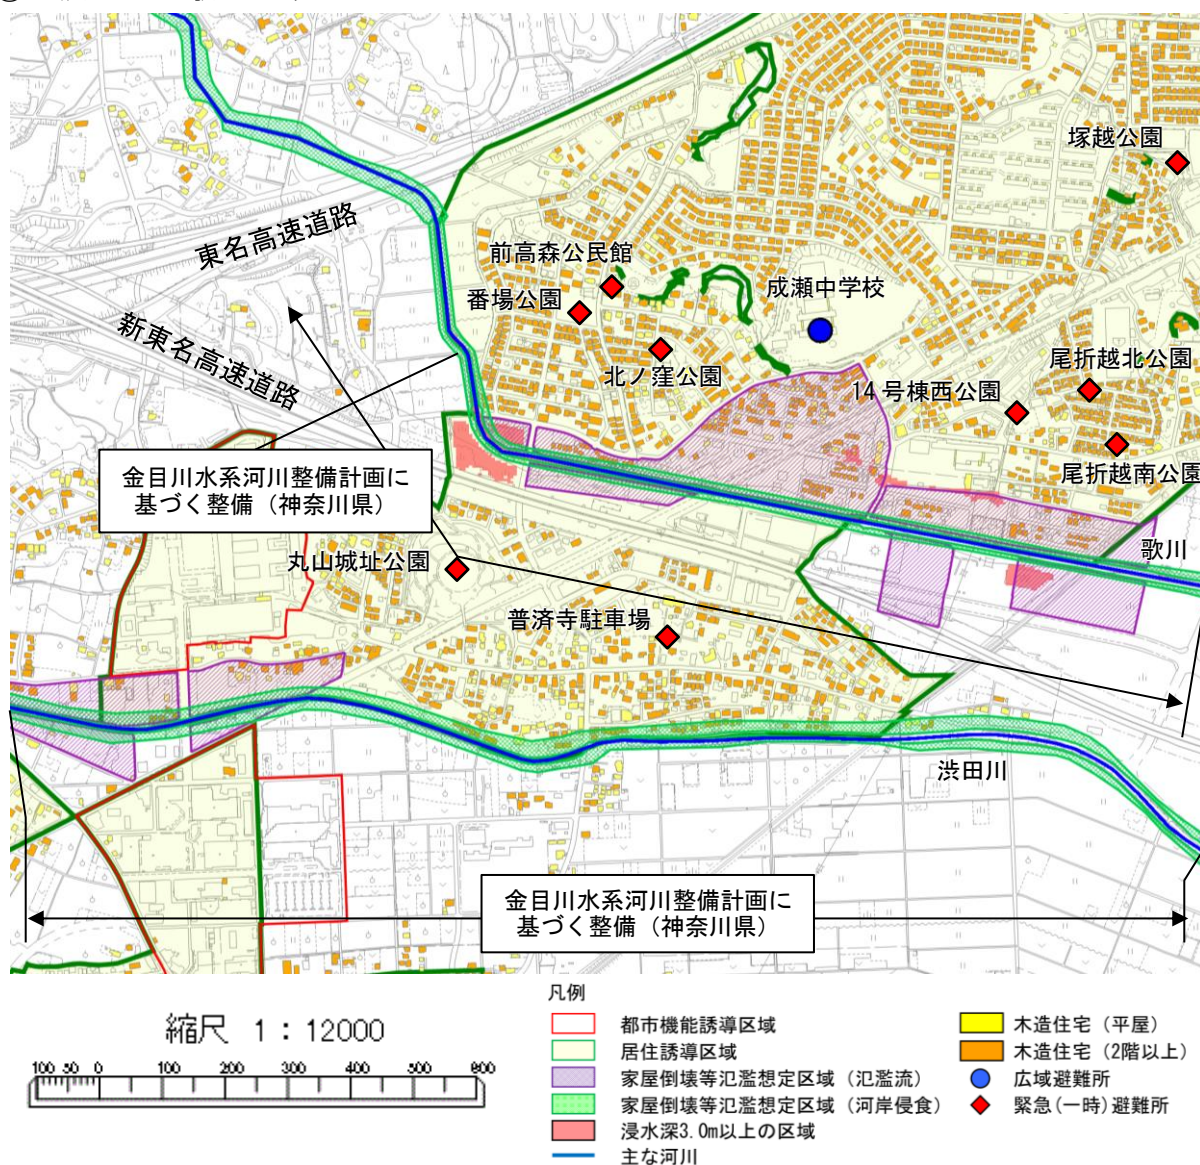 塚越公園
東名高速道路
前高森公民館
番場公園
成瀬中学校
新東名高速道路
北ノ窪公園
尾折越北公園
14号棟西公園
尾折越南公園
金目川水系河川整備計画に
基づく整備（神奈川県）
歌川
丸山城址公園
普済寺駐車場
渋田川
金目川水系河川整備計画に
基づく整備（神奈川県）
縮尺 1：12000
100 50 0 100 200 300 400 500 600
凡例
都市機能誘導区域
居住誘導区域
家屋倒壊等氾濫想定区域（氾濫流）
家屋倒壊等氾濫想定区域（河岸侵食）
浸水深3.0m以上の区域
主な河川
木造住宅（平屋）
木造住宅（2階以上）
広域避難所
緊急(一時)避難所